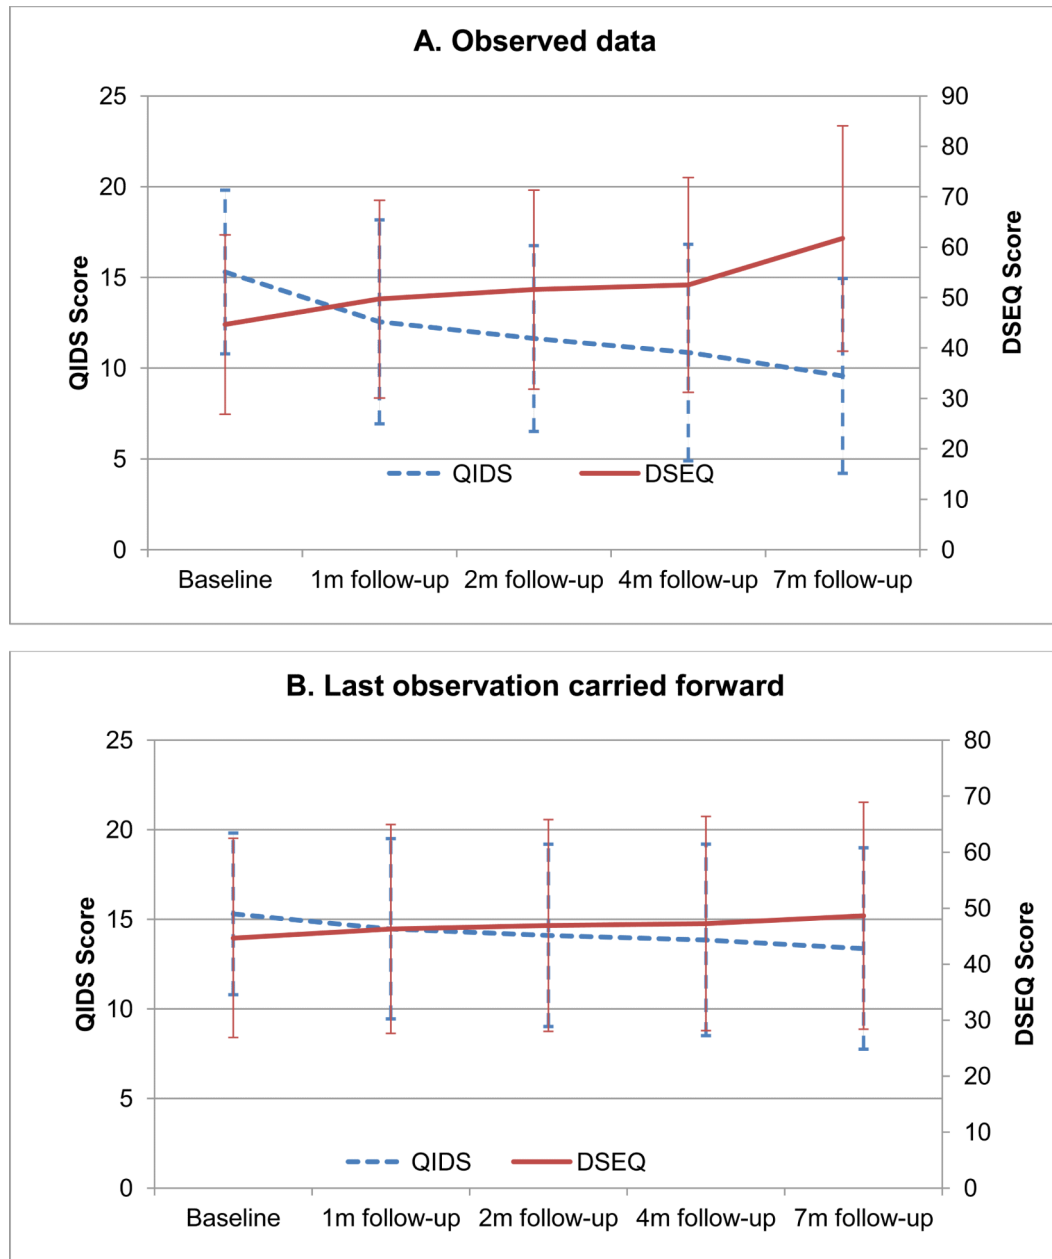 A. Observed data
25
20
15
10
5
0
QIDS Score
90
80
70
60
50
40
30
20
10
0
DSEQ Score
QIDS
DSEQ
Baseline 1m follow-up 2m follow-up 4m follow-up 7m follow-up
B. Last observation carried forward
25
20
15
10
5
0
QIDS Score
80
70
60
50
40
30
20
10
0
DSEQ Score
QIDS
DSEQ
Baseline 1m follow-up 2m follow-up 4m follow-up 7m follow-up